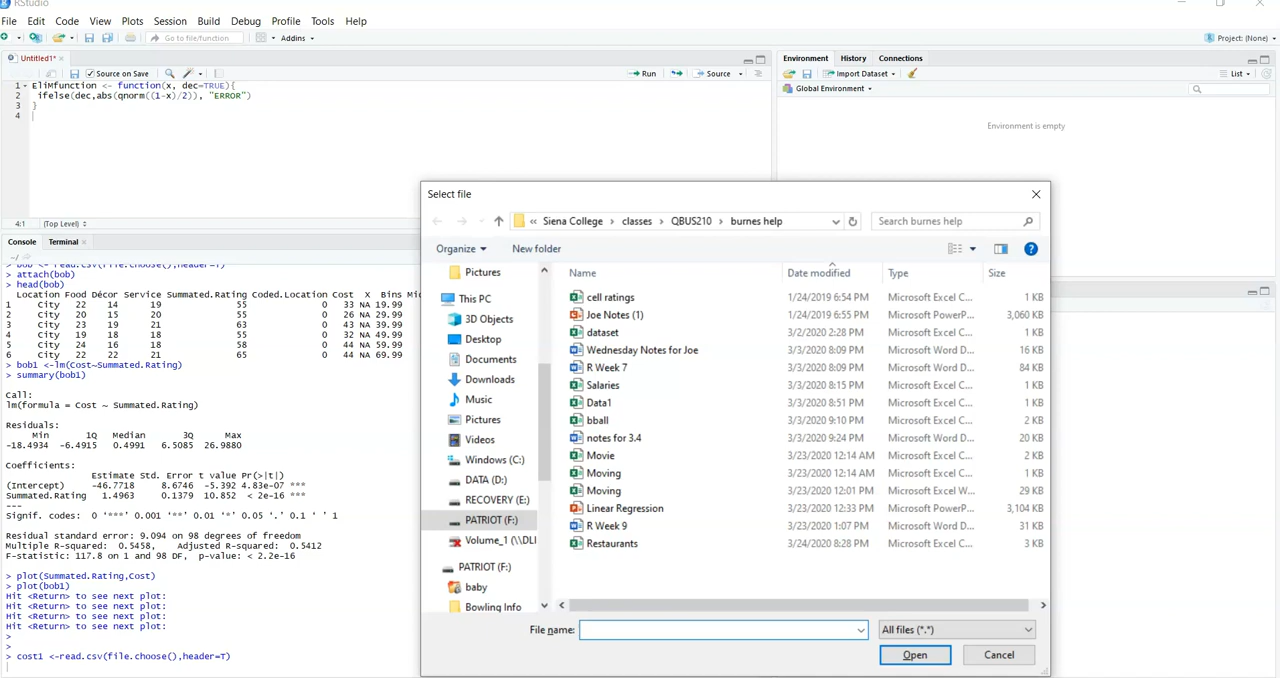 RStudio
File Edit Code View Plots Session Build Debug Profile Tools Help
Go to file/function Addins Project: (None)
Untitled1*
Source on Save Run Source
1 EliMfunction <- function(x, dec=TRUE){
2 ifelse(dec,abs(qnorm((1-x)/2)), "ERROR")
3 }
4
4:1 (Top Level)
Console Terminal
~/
> bob <- read.csv(file.choose(),header=T)
> attach(bob)
> head(bob)
Location Food Décor Service Summated.Rating Coded.Location Cost X Bins
1 City 22 14 19 55 0 33 NA 19.99
2 City 20 15 20 55 0 26 NA 29.99
3 City 23 19 21 63 0 43 NA 39.99
4 City 19 18 18 55 0 32 NA 49.99
5 City 24 16 18 58 0 44 NA 59.99
6 City 22 22 21 65 0 44 NA 69.99
> bob1 <-lm(Cost~Summated.Rating)
> summary(bob1)
Call:
lm(formula = Cost ~ Summated.Rating)
Residuals:
Min 1Q Median 3Q Max
-18.4934 -6.4915 0.4991 6.5085 26.9880
Coefficients:
Estimate Std. Error t value Pr(>|t|)
(Intercept) -46.7718 8.6746 -5.392 4.83e-07 ***
Summated.Rating 1.4963 0.1379 10.852 < 2e-16 ***
---
Signif. codes: 0 '***' 0.001 '**' 0.01 '*' 0.05 '.' 0.1 ' ' 1
Residual standard error: 9.094 on 98 degrees of freedom
Multiple R-squared: 0.5458, Adjusted R-squared: 0.5412
F-statistic: 117.8 on 1 and 98 DF, p-value: < 2.2e-16
> plot(Summated.Rating,Cost)
> plot(bob1)
Hit <Return> to see next plot:
Hit <Return> to see next plot:
Hit <Return> to see next plot:
Hit <Return> to see next plot:
>
>
> cost1 <-read.csv(file.choose(),header=T)
Environment History Connections
Import Dataset List
Global Environment
Environment is empty
Select file
« Siena College › classes › QBUS210 › burnes help
Search burnes help
Organize New folder
Pictures
This PC
3D Objects
Desktop
Documents
Downloads
Music
Pictures
Videos
Windows (C:)
DATA (D:)
RECOVERY (E:)
PATRIOT (F:)
Volume_1 (\\DLI
PATRIOT (F:)
baby
Bowling Info
Name Date modified Type Size
cell ratings 1/24/2019 6:54 PM Microsoft Excel C... 1 KB
Joe Notes (1) 1/24/2019 6:55 PM Microsoft PowerP... 3,060 KB
dataset 3/2/2020 2:28 PM Microsoft Excel C... 1 KB
Wednesday Notes for Joe 3/3/2020 8:09 PM Microsoft Word D... 16 KB
R Week 7 3/3/2020 8:09 PM Microsoft Word D... 84 KB
Salaries 3/3/2020 8:15 PM Microsoft Excel C... 1 KB
Data1 3/3/2020 8:51 PM Microsoft Excel C... 1 KB
bball 3/3/2020 9:10 PM Microsoft Excel C... 2 KB
notes for 3.4 3/3/2020 9:24 PM Microsoft Word D... 20 KB
Movie 3/23/2020 12:14 AM Microsoft Excel C... 2 KB
Moving 3/23/2020 12:14 AM Microsoft Excel C... 1 KB
Moving 3/23/2020 12:01 PM Microsoft Excel W... 29 KB
Linear Regression 3/23/2020 12:33 PM Microsoft PowerP... 3,104 KB
R Week 9 3/23/2020 1:07 PM Microsoft Word D... 31 KB
Restaurants 3/24/2020 8:28 PM Microsoft Excel C... 3 KB
File name: All files (*.*)
Open Cancel